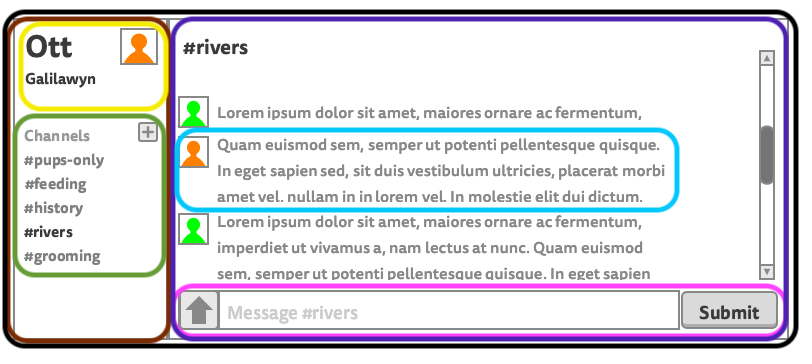 Ott
Galilawyn
Channels
#pups-only
#feeding
#history
#rivers
#grooming
#rivers
Lorem ipsum dolor sit amet, maiores ornare ac fermentum,
Quam euismod sem, semper ut potenti pellentesque quisque.
In eget sapien sed, sit duis vestibulum ultricies, placerat morbi
amet vel. nullam in in lorem vel. In molestie elit dui dictum.
Lorem ipsum dolor sit amet, maiores ornare ac fermentum,
imperdiet ut vivamus a, nam lectus at nunc. Quam euismod
sem, semper ut potenti pellentesque quisque. In eget sapien
Message #rivers
Submit